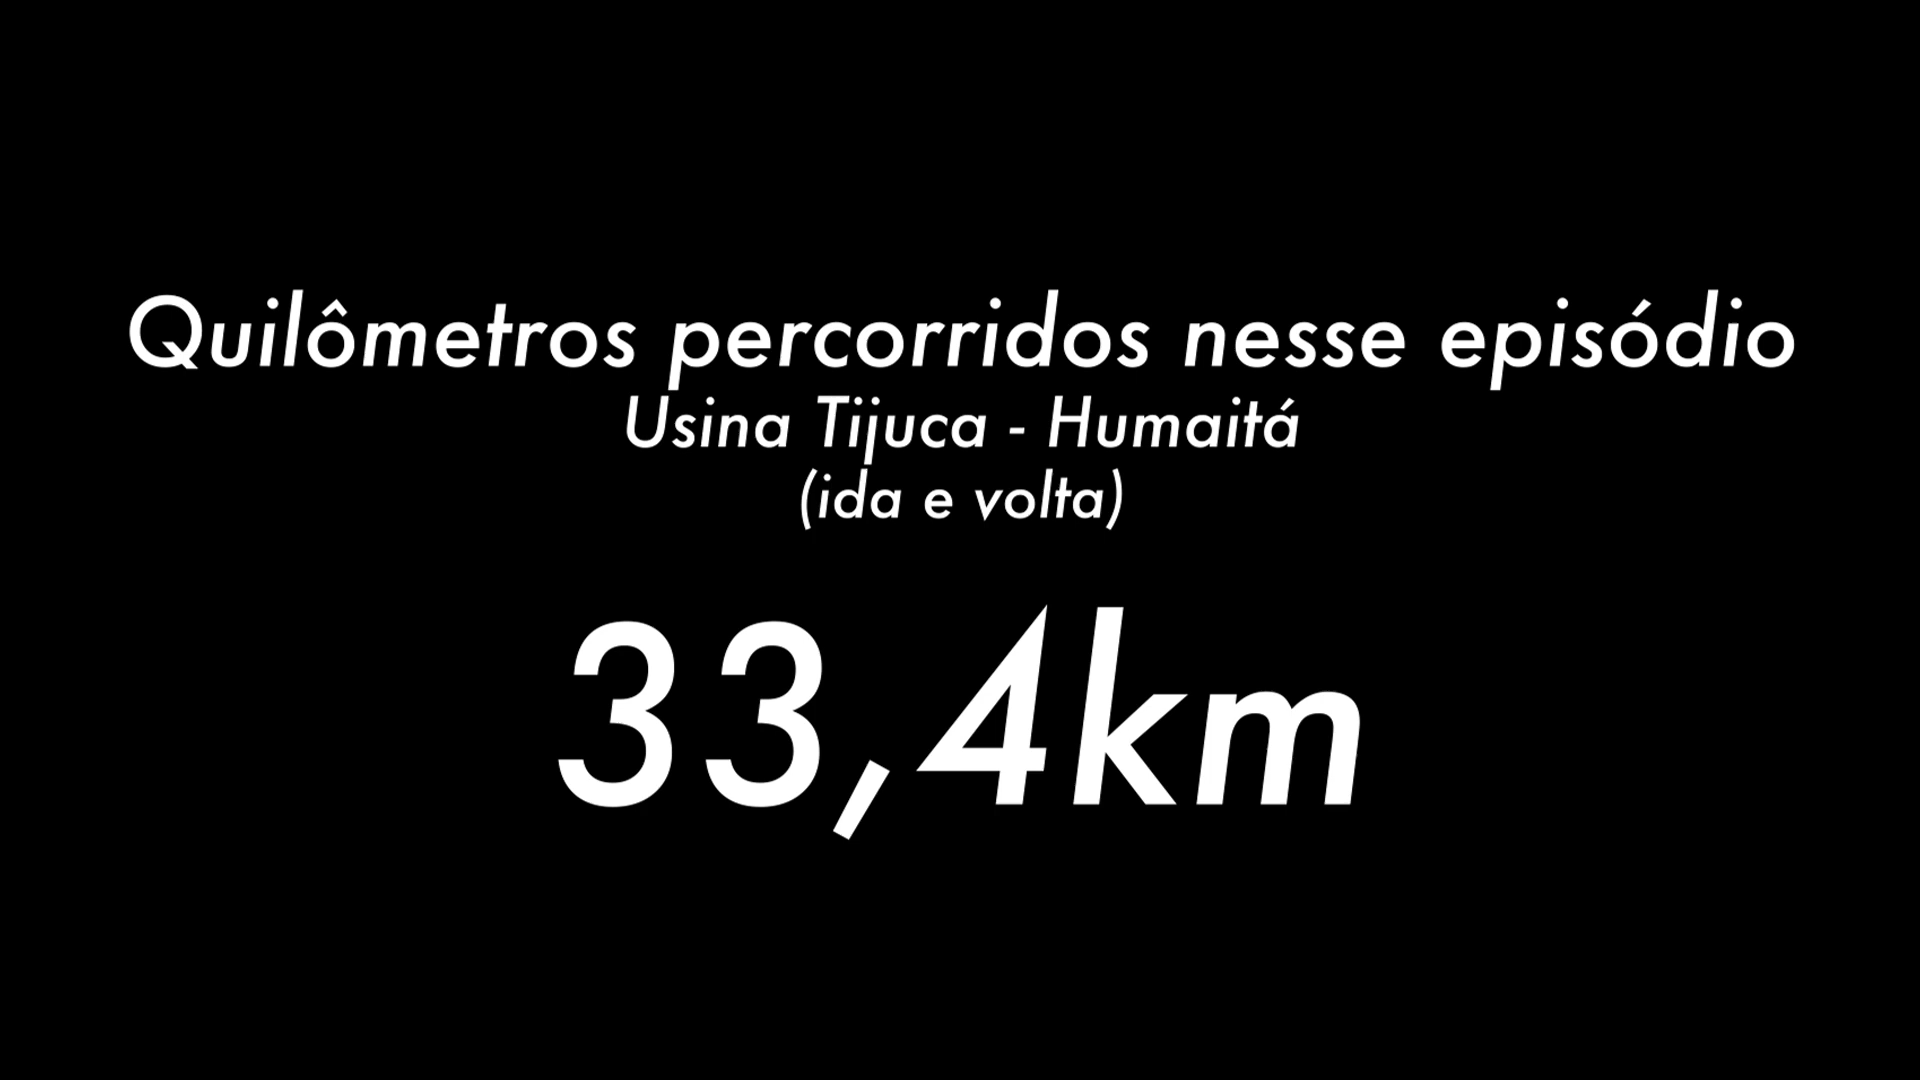 Quilômetros percorridos nesse episódio
Usina Tijuca - Humaitá
(ida e volta)
33,4km